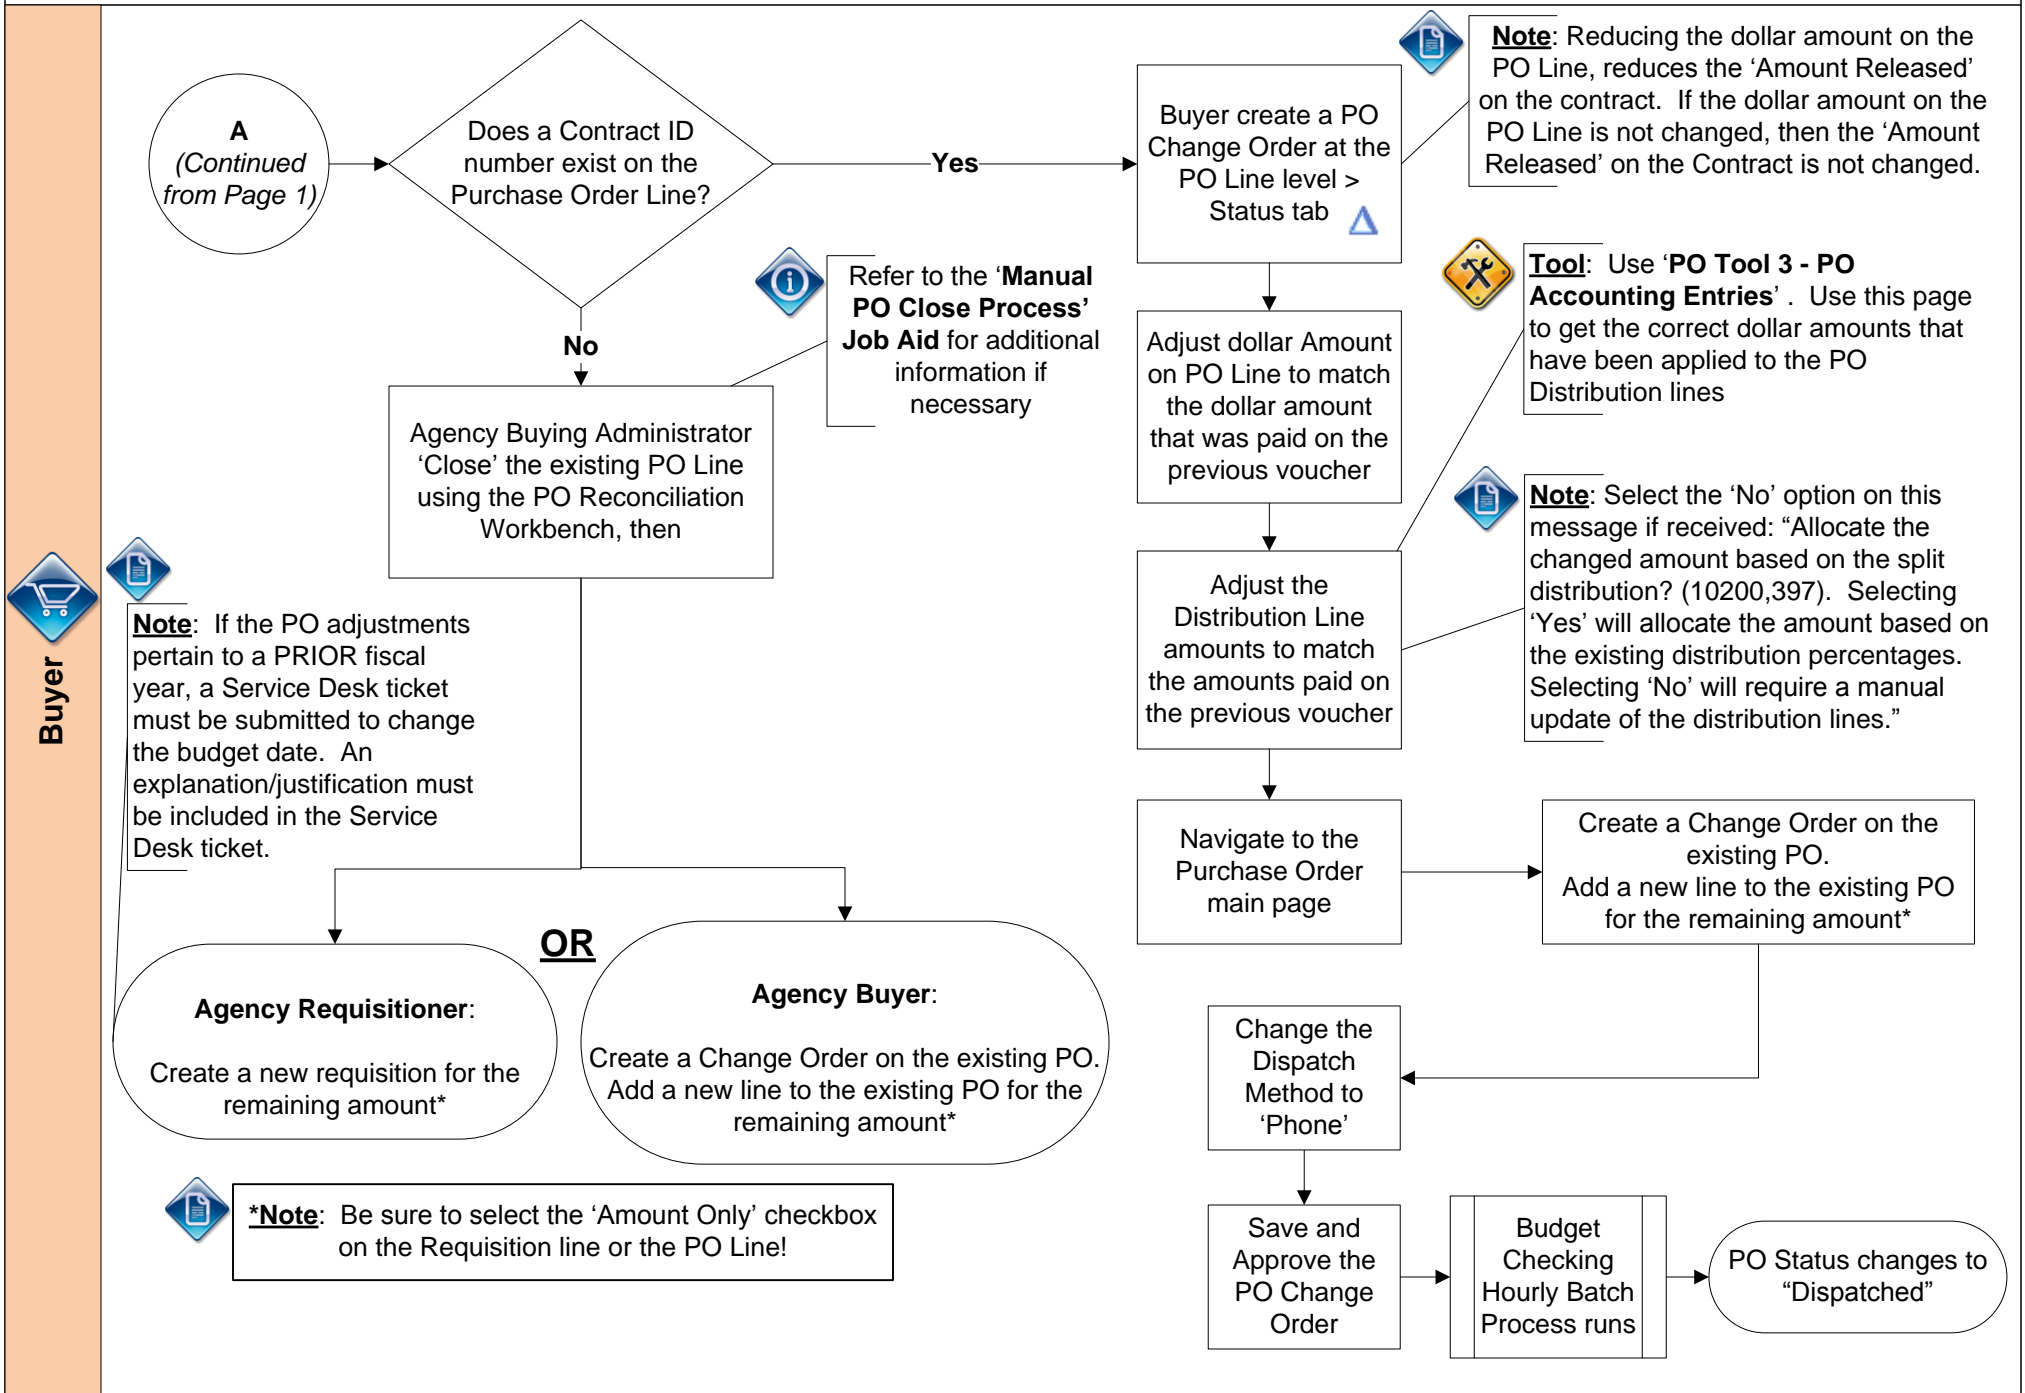 Buyer
A
(Continued
from Page 1)
Does a Contract ID
number exist on the
Purchase Order Line?
Yes
No
Buyer create a PO
Change Order at the
PO Line level >
Status tab
Note: Reducing the dollar amount on the
PO Line, reduces the ‘Amount Released’
on the contract.  If the dollar amount on the
PO Line is not changed, then the ‘Amount
Released’ on the Contract is not changed.
Refer to the ‘Manual
PO Close Process’
Job Aid for additional
information if
necessary
Agency Buying Administrator
‘Close’ the existing PO Line
using the PO Reconciliation
Workbench, then
Adjust dollar Amount
on PO Line to match
the dollar amount
that was paid on the
previous voucher
Tool:  Use ‘PO Tool 3 - PO
Accounting Entries’ .  Use this page
to get the correct dollar amounts that
have been applied to the PO
Distribution lines
Adjust the
Distribution Line
amounts to match
the amounts paid on
the previous voucher
Note: Select the ‘No’ option on this
message if received: “Allocate the
changed amount based on the split
distribution? (10200,397).  Selecting
‘Yes’ will allocate the amount based on
the existing distribution percentages.
Selecting ‘No’ will require a manual
update of the distribution lines.”
Note:  If the PO adjustments
pertain to a PRIOR fiscal
year, a Service Desk ticket
must be submitted to change
the budget date.  An
explanation/justification must
be included in the Service
Desk ticket.
Navigate to the
Purchase Order
main page
Create a Change Order on the
existing PO.
Add a new line to the existing PO
for the remaining amount*
Agency Requisitioner:
Create a new requisition for the
remaining amount*
OR
Agency Buyer:
Create a Change Order on the existing PO.
Add a new line to the existing PO for the
remaining amount*
Change the
Dispatch
Method to
‘Phone’
*Note:  Be sure to select the ‘Amount Only’ checkbox
on the Requisition line or the PO Line!
Save and
Approve the
PO Change
Order
Budget
Checking
Hourly Batch
Process runs
PO Status changes to
“Dispatched”